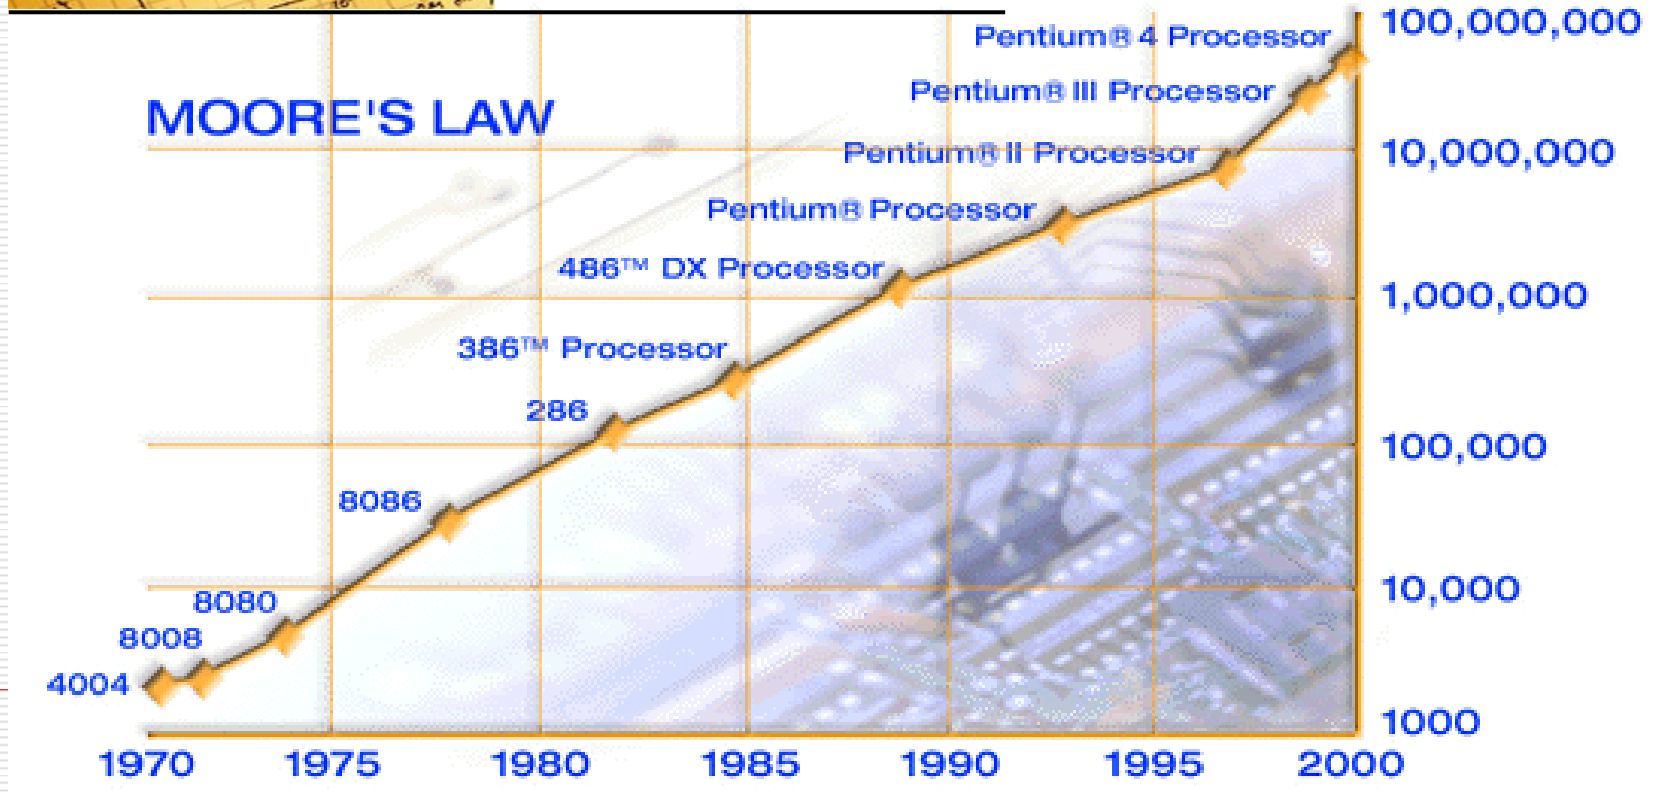 100,000,000
Pentium® 4 Processor
Pentium® III Processor
MOORE'S LAW
Pentium® II Processor
10,000,000
Pentium® Processor
486™ DX Processor
1,000,000
386™ Processor
286
100,000
8086
10,000
8080
8008
4004
1000
1970 1975 1980 1985 1990 1995 2000